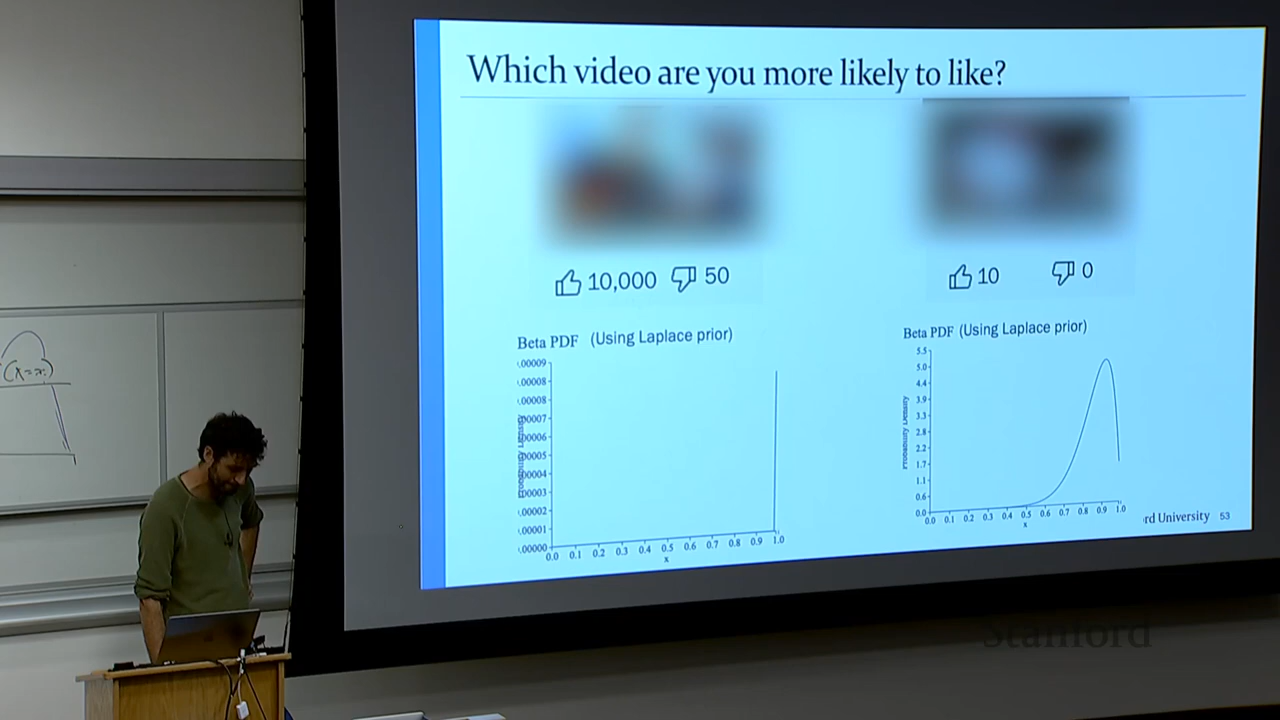 Which video are you more likely to like?
10,000 50
10 0
Beta PDF (Using Laplace prior)
.00009
.00008
.00008
.00007
.00006
.00005
.00004
.00003
.00002
.00001
.00000
0.0 0.1 0.2 0.3 0.4 0.5 0.6 0.7 0.8 0.9 1.0
x
Beta PDF (Using Laplace prior)
Probability Density
5.5
5.0
4.4
3.9
3.3
2.8
2.2
1.7
1.1
0.6
0.0
0.0 0.1 0.2 0.3 0.4 0.5 0.6 0.7 0.8 0.9 1.0
x
rd University 53
Stanford